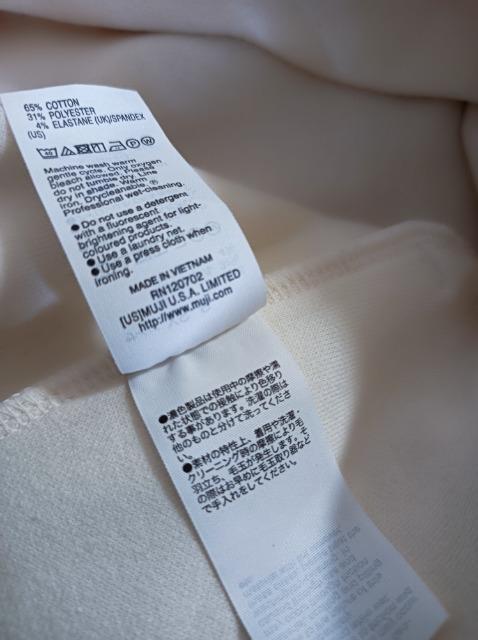 65% COTTON
31% POLYESTER
4% ELASTANE (UK)/SPANDEX
(US)
40 P W
Machine wash warm
gentle cycle. Only oxygen
bleach allowed. Please
do not tumble dry. Line
dry in shade. Warm
iron. Drycleanable. Ⓟ
Professional wet-cleaning.
●Do not use a detergent
with a fluorescent
brightening agent for light-
coloured products.
●Use a laundry net.
●Use a press cloth when
ironing.
MADE IN VIETNAM
RN120702
[US]MUJI U.S.A. LIMITED
http://www.muji.com
●濃色製品は使用中の摩擦や濡
れた状態での接触により色移り
する事があります。洗濯の際は
他のものと分けて洗ってくださ
い。
●素材の特性上、着用や洗濯・
クリーニング時の摩擦により毛
羽立ち、毛玉が発生します。そ
の際はお早めに毛玉取り器など
で手入れをしてください。